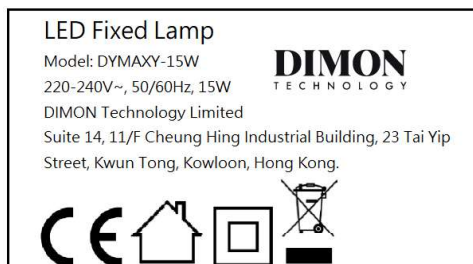 LED Fixed Lamp
Model: DYMAXY-15W
220-240V~, 50/60Hz, 15W
DIMON
TECHNOLOGY
DIMON Technology Limited
Suite 14, 11/F Cheung Hing Industrial Building, 23 Tai Yip
Street, Kwun Tong, Kowloon, Hong Kong.
CE